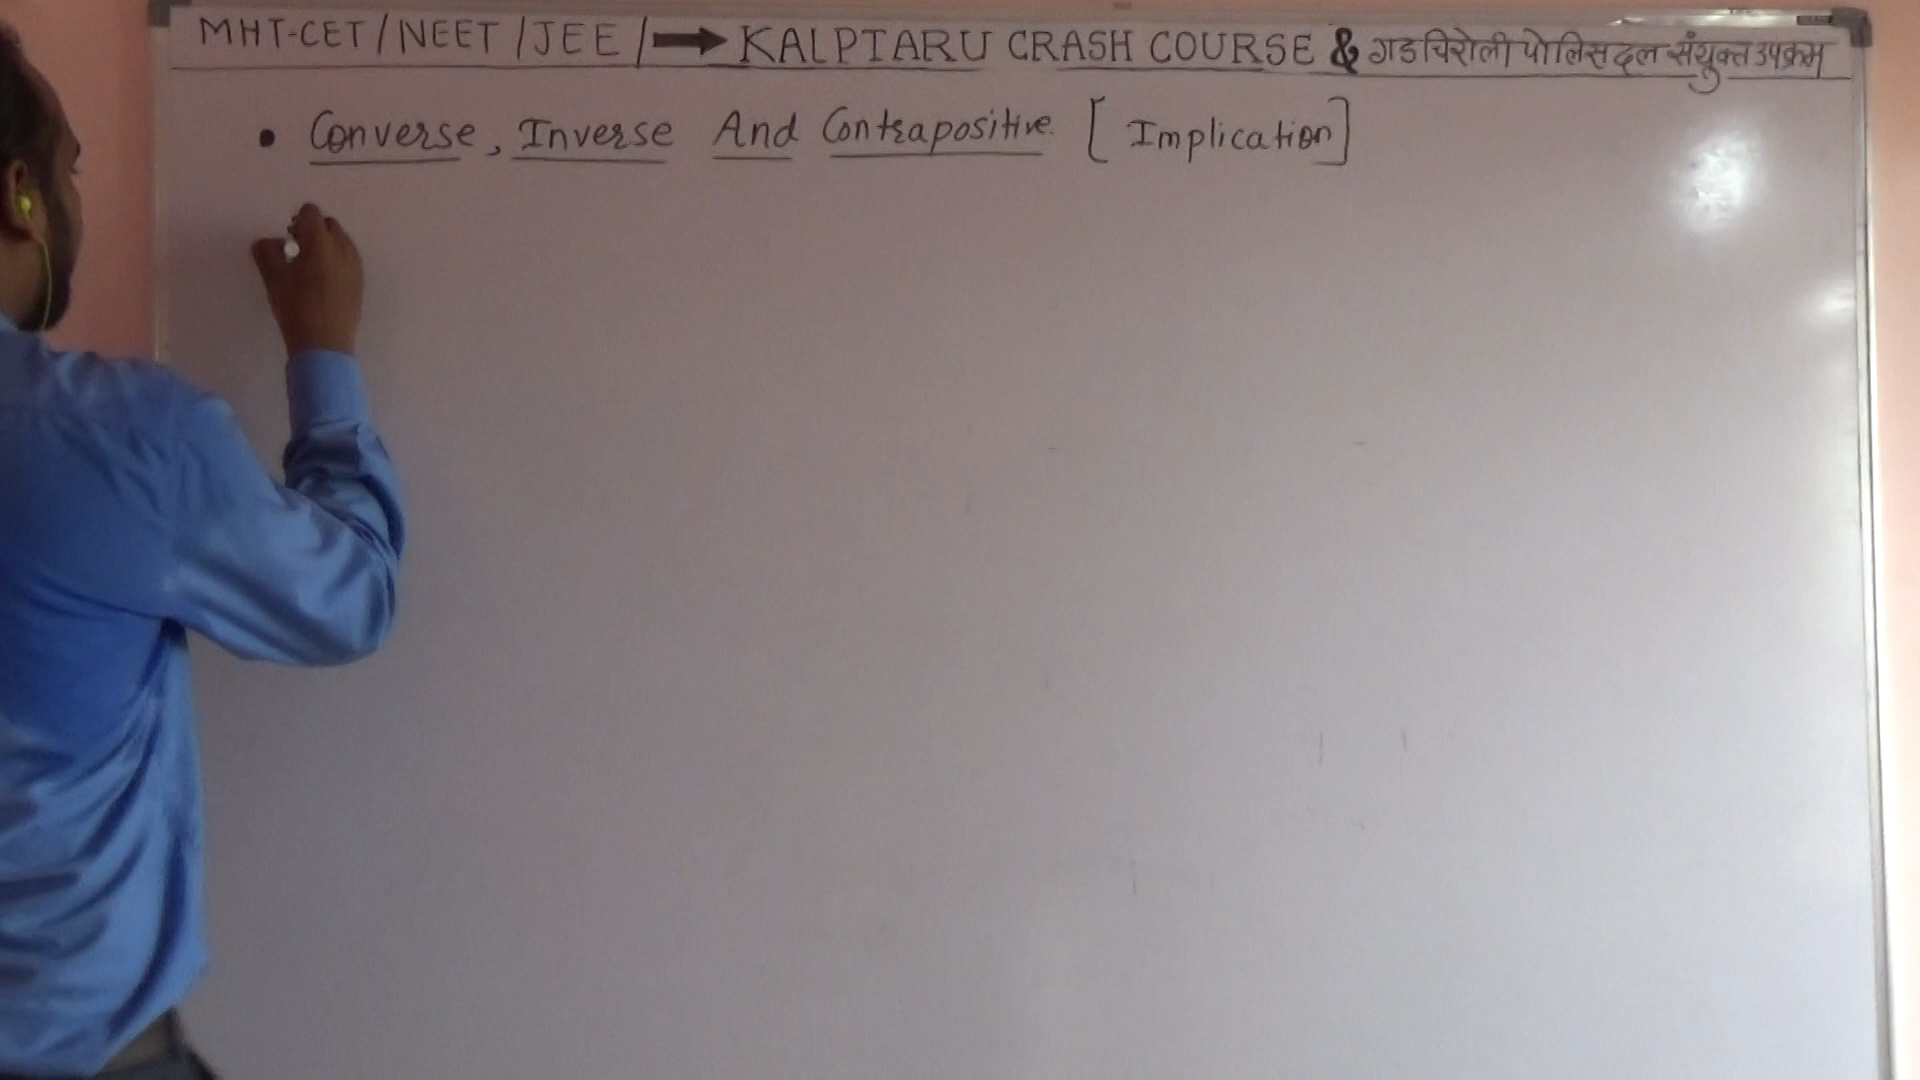 MHT-CET/NEET/JEE/➡KALPTARU CRASH COURSE & गडचिरोली पोलिस दल संयुक्त उपक्रम
• Converse, Inverse And Contrapositive. [Implication]